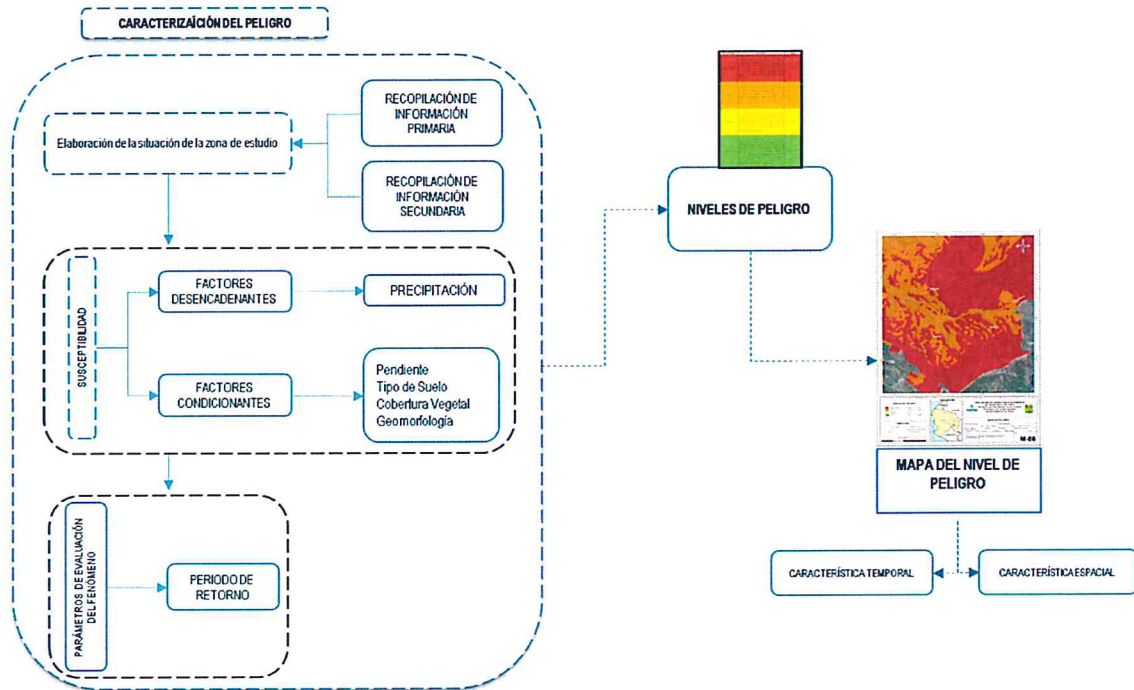 CARACTERIZAÍCIÓN DEL PELIGRO
RECOPILACIÓN DE
INFORMACIÓN
PRIMARIA
Elaboración de la situación de la zona de estudio
RECOPILACIÓN DE
INFORMACIÓN
SECUNDARIA
SUSCEPTIBILIDAD
FACTORES
DESENCADENANTES
PRECIPITACIÓN
FACTORES
CONDICIONANTES
Pendiente
Tipo de Suelo
Cobertura Vegetal
Geomorfología
PARÁMETROS DE EVALUACIÓN
DEL FENÓMENO
PERIODO DE
RETORNO
NIVELES DE PELIGRO
MAPA DEL NIVEL DE
PELIGRO
CARACTERÍSTICA TEMPORAL
CARACTERÍSTICA ESPACIAL